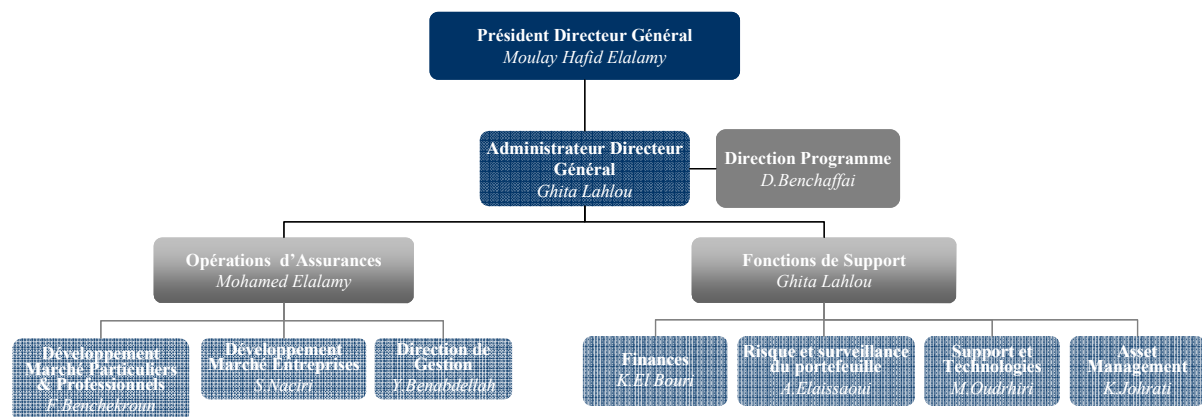 Président Directeur Général
Moulay Hafid Elalamy
Administrateur Directeur
Général
Ghita Lahlou
Direction Programme
D.Benchaffai
Opérations d’Assurances
Mohamed Elalamy
Fonctions de Support
Ghita Lahlou
Développement
Marché Particuliers
& Professionnels
F.Benchekroun
Développement
Marché Entreprises
S.Naciri
Direction de
Gestion
Y.Benabdellah
Finances
K.El Bouri
Risque et surveillance
du portefeuille
A.Elaissaoui
Support et
Technologies
M.Oudrhiri
Asset
Management
K.Johrati